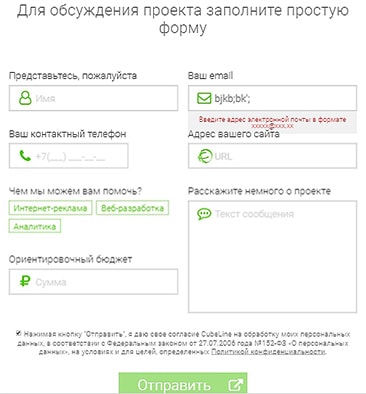 Для обсуждения проекта заполните простую
форму
Представьтесь, пожалуйста
Имя
Ваш email
bjkb;bk';
Введите адрес электронной почты в формате
xxxxx@xxx.xx
Ваш контактный телефон
+7(___) ___-__-__
Адрес вашего сайта
URL
Чем мы можем вам помочь?
Интернет-реклама Веб-разработка
Аналитика
Расскажите немного о проекте
Текст сообщения
Ориентировочный бюджет
Сумма
Нажимая кнопку "Отправить", я даю свое согласие CubeLine на обработку моих персональных
данных, в соответствии с Федеральным законом от 27.07.2006 года №152-ФЗ «О персональных
данных», на условиях и для целей, определенных Политикой конфиденциальности.
Отправить